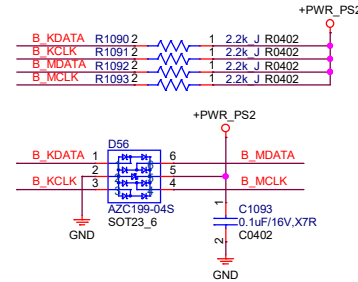 +PWR_PS2
B_KDATA R1090 2 1 2.2k_J R0402
B_KCLK R1091 2 1 2.2k_J R0402
B_MDATA R1092 2 1 2.2k_J R0402
B_MCLK R1093 2 1 2.2k_J R0402
+PWR_PS2
D56
B_KDATA 1 6 B_MDATA
2 5
B_KCLK 3 4 B_MCLK
AZC199-04S
SOT23_6
1 C1093
0.1uF/16V,X7R
2 C0402
GND
GND